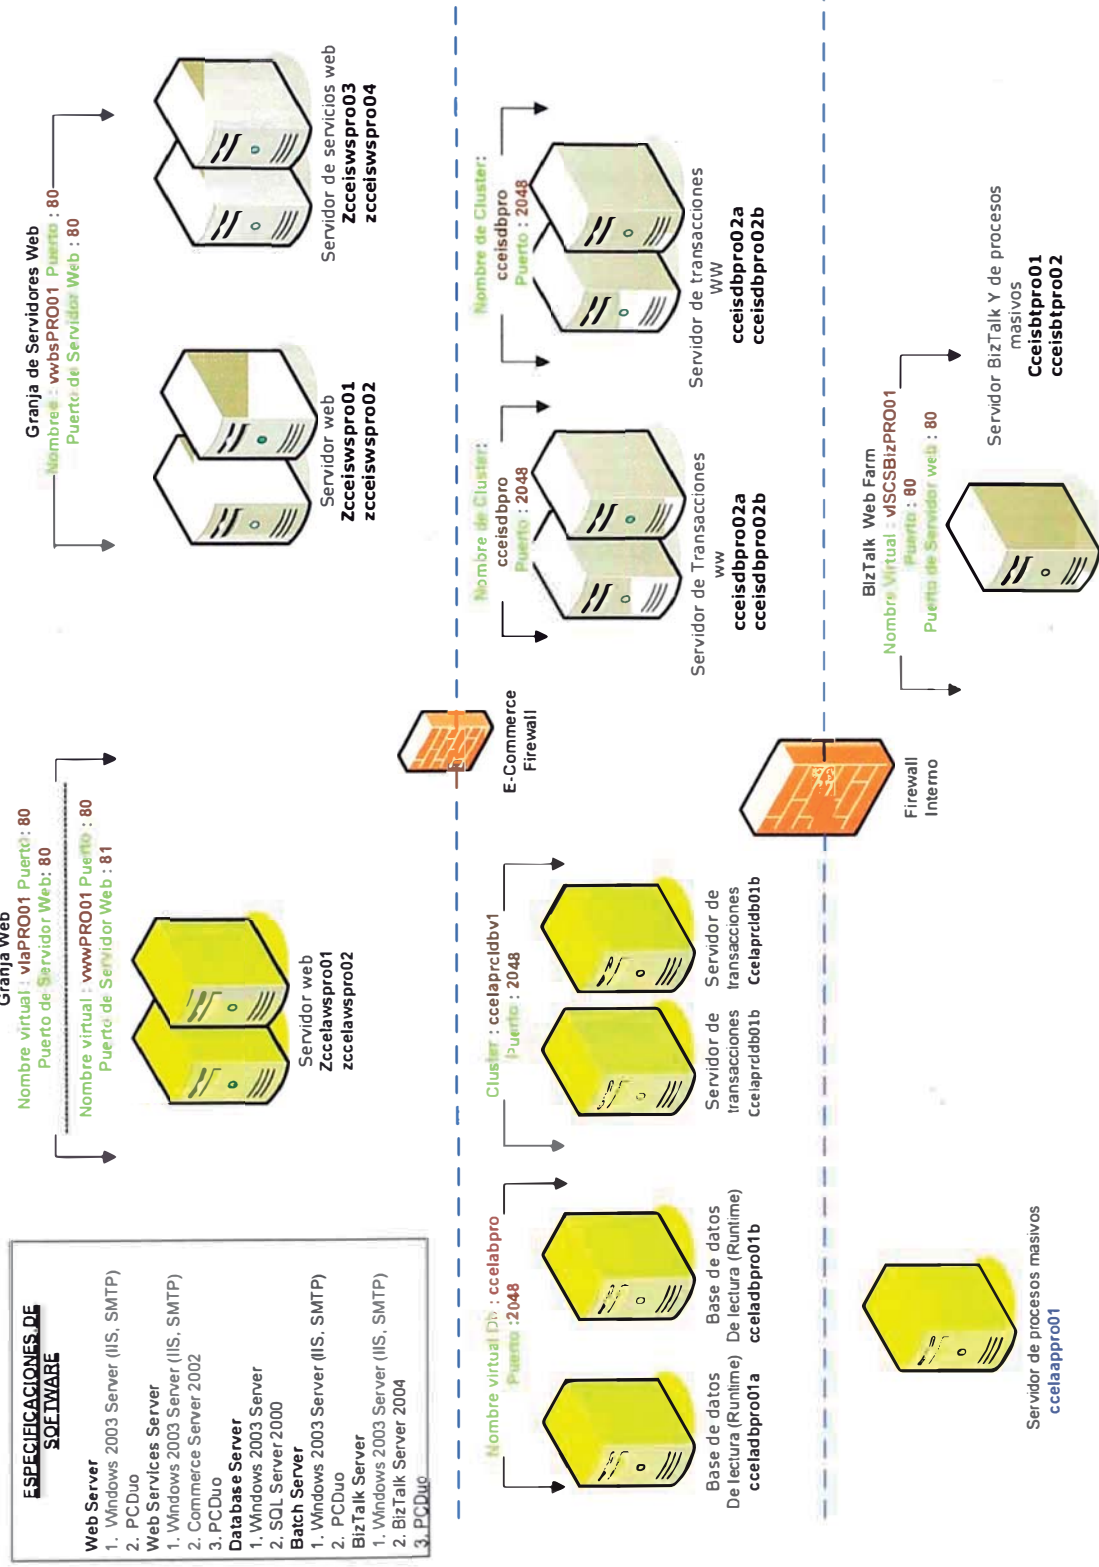 ESPECIFICACIONES DE
SOFTWARE
Web Server
1. Windows 2003 Server (IIS, SMTP)
2. PCDuo
Web Services Server
1. Windows 2003 Server (IIS, SMTP)
2. Commerce Server 2002
3. PCDuo
Database Server
1. Windows 2003 Server
2. SQL Server 2000
Batch Server
1. Windows 2003 Server (IIS, SMTP)
2. PCDuo
BizTalk Server
1. Windows 2003 Server (IIS, SMTP)
2. BizTalk Server 2004
3. PCDuo
Granja Web
Nombre virtual : vlaPRO01 Puerto : 80
Puerto de Servidor Web: 80
Nombre virtual : vwwPRO01 Puerto : 80
Puerto de Servidor Web : 81
Servidor web
Zccelawspro01
zccelawspro02
Granja de Servidores Web
Nombree : vwbsPRO01 Puerto : 80
Puerto de Servidor Web : 80
Servidor web
Zcceiswspro01
zcceiswspro02
Servidor de servicios web
Zcceiswspro03
zcceiswspro04
E-Commerce
Firewall
Nombre virtual Db : ccelabpro
Puerto :2048
Base de datos
De lectura (Runtime)
cceladbpro01a
Base de datos
De lectura (Runtime)
cceladbpro01b
Cluster : ccelaprcldbv1
Puerto : 2048
Servidor de
transacciones
Ccelaprcldb01b
Servidor de
transacciones
Ccelaprcldb01b
Nombre de Cluster:
cceisdbpro
Puerto : 2048
Servidor de Transacciones
WW
cceisdbpro02a
cceisdbpro02b
Nombre de Cluster:
cceisdbpro
Puerto : 2048
Servidor de transacciones
WW
cceisdbpro02a
cceisdbpro02b
Firewall
Interno
Servidor de procesos masivos
ccelaappro01
BizTalk Web Farm
Nombre Virtual : vISCSBizPRO01
Puerto : 80
Puerto de Servidor web : 80
Servidor BizTalk Y de procesos
masivos
Cceisbtpro01
cceisbtpro02